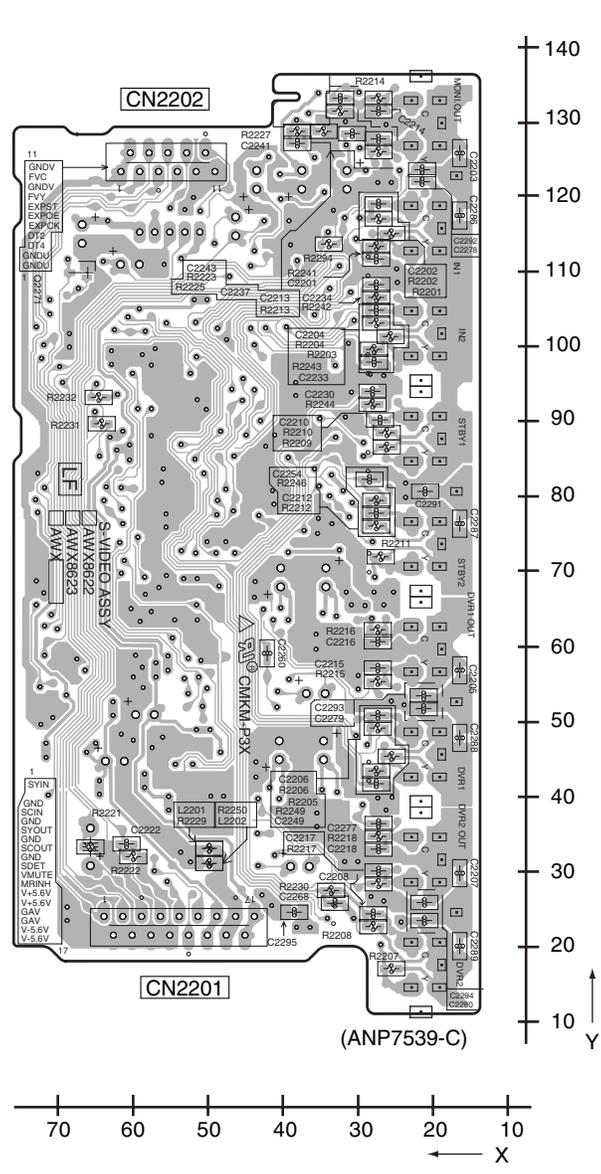 140
R2214
CN2202
MONI.OUT
130
R2227
C2241
C2214
C
Y
11
GNDV
FVC
GNDV
FVY
EXPST
EXPOE
EXPCK
DT2
DT4
GNDU
GNDU
1
1
11
C2203
120
C2286
C2292
C2278
R2294
Q2271
110
C2243
R2223
R2225
C2237
R2241
C2201
C2213
R2213
C2234
R2242
C2202
R2202
R2201
IN1
C2204
R2204
R2203
R2243
C2233
IN2
100
C2230
R2244
R2232
R2231
90
C2210
R2210
R2209
STBY1
LF
C2254
R2246
C2212
R2212
80
C2291
C2287
S-VIDEO ASSY
AWX8622
AWX8623
AWX
R2211
STBY2
70
DVR1 OUT
R2216
C2216
60
C2260
C2215
R2215
CMKM-P3X
C2205
C2293
C2279
50
C2288
DVR1
C2206
R2206
R2205
R2249
C2249
40
DVR2 OUT
1
SYIN
GND
SCIN
GND
SYOUT
GND
SCOUT
GND
SDET
VMUTE
MRINH
V+5.6V
V+5.6V
GAV
GAV
V-5.6V
V-5.6V
17
R2221
C2222
R2222
L2201
R2229
R2250
L2202
C2217
R2217
C2277
R2218
C2218
30
C2207
C2208
R2230
C2268
1
17
C2295
R2208
20
C2289
R2207
DVR2
C2294
C2280
CN2201
10
(ANP7539-C)
Y
70 60 50 40 30 20 10
X